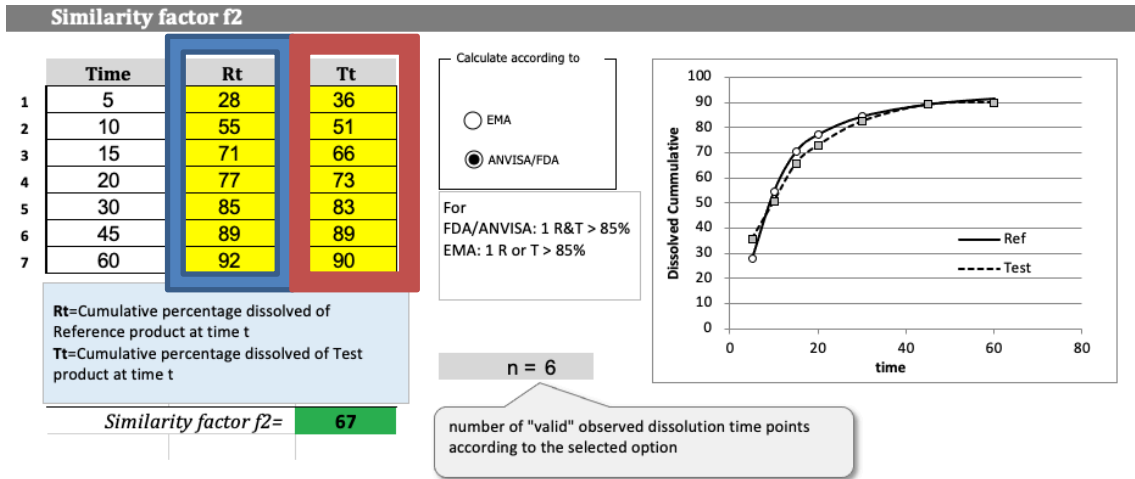 Similarity factor f2
Time Rt Tt
1 5 28 36
2 10 55 51
3 15 71 66
4 20 77 73
5 30 85 83
6 45 89 89
7 60 92 90
Rt=Cumulative percentage dissolved of
Reference product at time t
Tt=Cumulative percentage dissolved of Test
product at time t
Similarity factor f2= 67
Calculate according to
EMA
ANVISA/FDA
For
FDA/ANVISA: 1 R&T > 85%
EMA: 1 R or T > 85%
n = 6
number of "valid" observed dissolution time points
according to the selected option
Dissolved Cummulative
100
90
80
70
60
50
40
30
20
10
0
Ref
Test
0 20 40 60 80
time